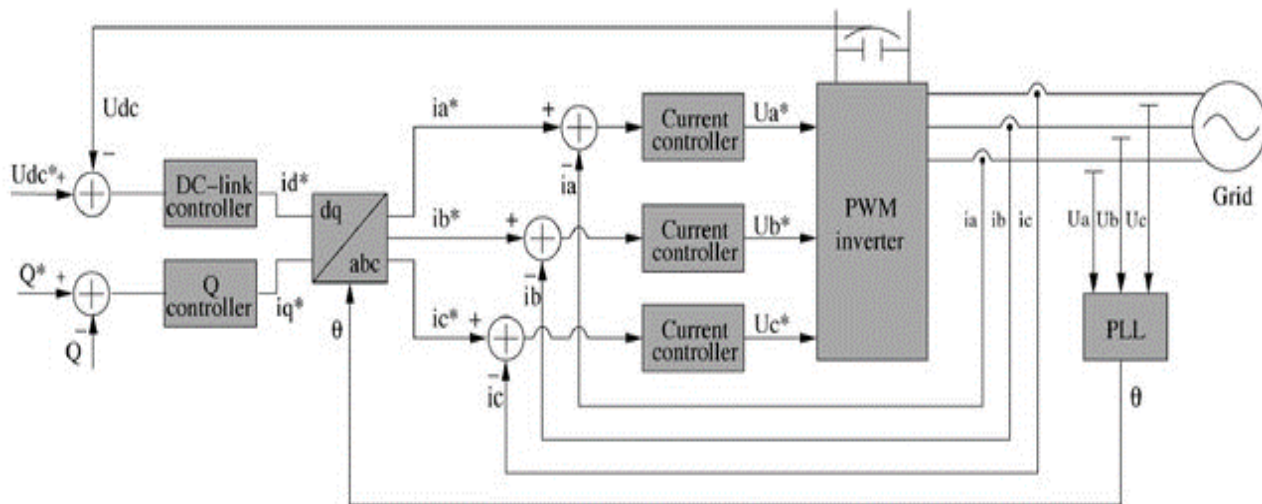 Udc
Udc*
+
−
DC-link
controller
id*
Q*
+
−
Q
Q
controller
iq*
dq
abc
θ
ia*
+
−
ia
ib*
+
−
ib
ic*
+
−
ic
Current
controller
Ua*
Current
controller
Ub*
Current
controller
Uc*
PWM
inverter
ia
ib
ic
Ua
Ub
Uc
Grid
PLL
θ